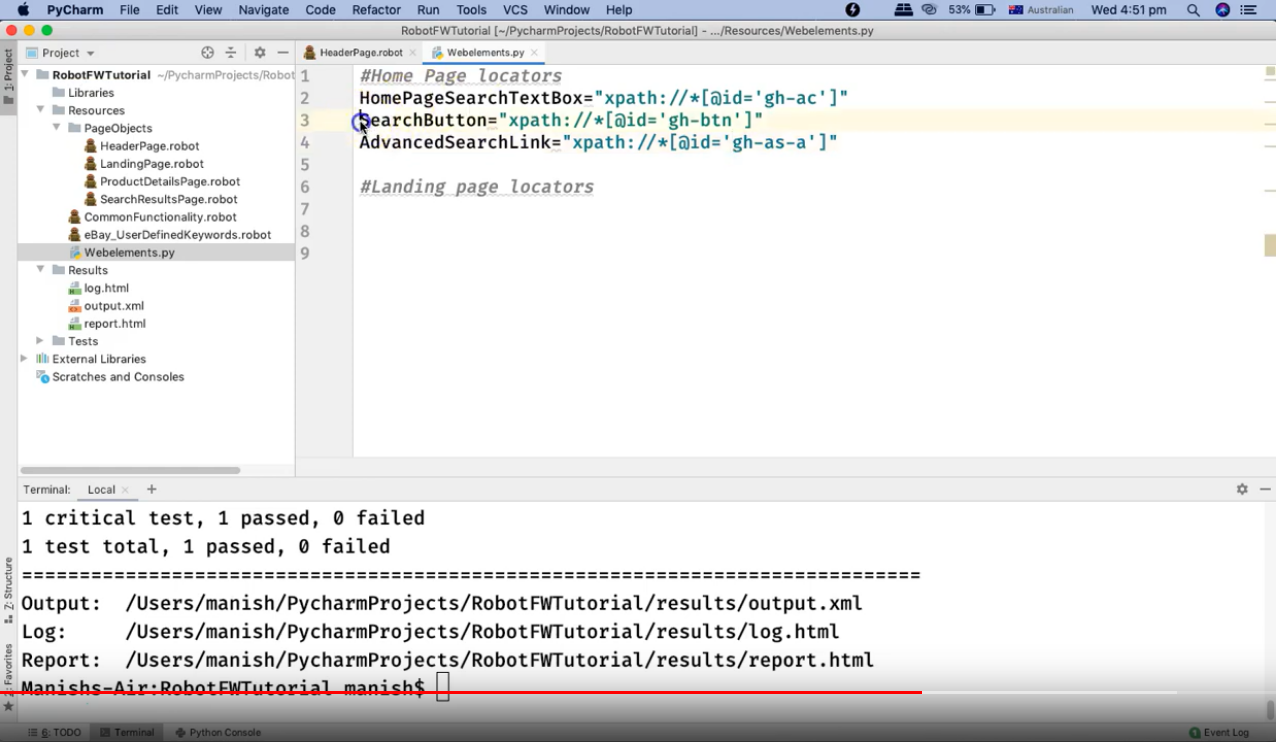 PyCharm File Edit View Navigate Code Refactor Run Tools VCS Window Help 53% Australian Wed 4:51 pm
RobotFWTutorial [~/PycharmProjects/RobotFWTutorial] - .../Resources/Webelements.py
1: Project
Project
HeaderPage.robot
Webelements.py
RobotFWTutorial ~/PycharmProjects/Robot
Libraries
Resources
PageObjects
HeaderPage.robot
LandingPage.robot
ProductDetailsPage.robot
SearchResultsPage.robot
CommonFunctionality.robot
eBay_UserDefinedKeywords.robot
Webelements.py
Results
log.html
output.xml
report.html
Tests
External Libraries
Scratches and Consoles
1 #Home Page locators
2 HomePageSearchTextBox="xpath://*[@id='gh-ac']"
3 SearchButton="xpath://*[@id='gh-btn']"
4 AdvancedSearchLink="xpath://*[@id='gh-as-a']"
5
6 #Landing page locators
7
8
9
Terminal: Local +
1 critical test, 1 passed, 0 failed
1 test total, 1 passed, 0 failed
==============================================================================
Output: /Users/manish/PycharmProjects/RobotFWTutorial/results/output.xml
Log: /Users/manish/PycharmProjects/RobotFWTutorial/results/log.html
Report: /Users/manish/PycharmProjects/RobotFWTutorial/results/report.html
Manishs-Air:RobotFWTutorial manish$
Z: Structure
2: Favorites
6: TODO Terminal Python Console 1 Event Log